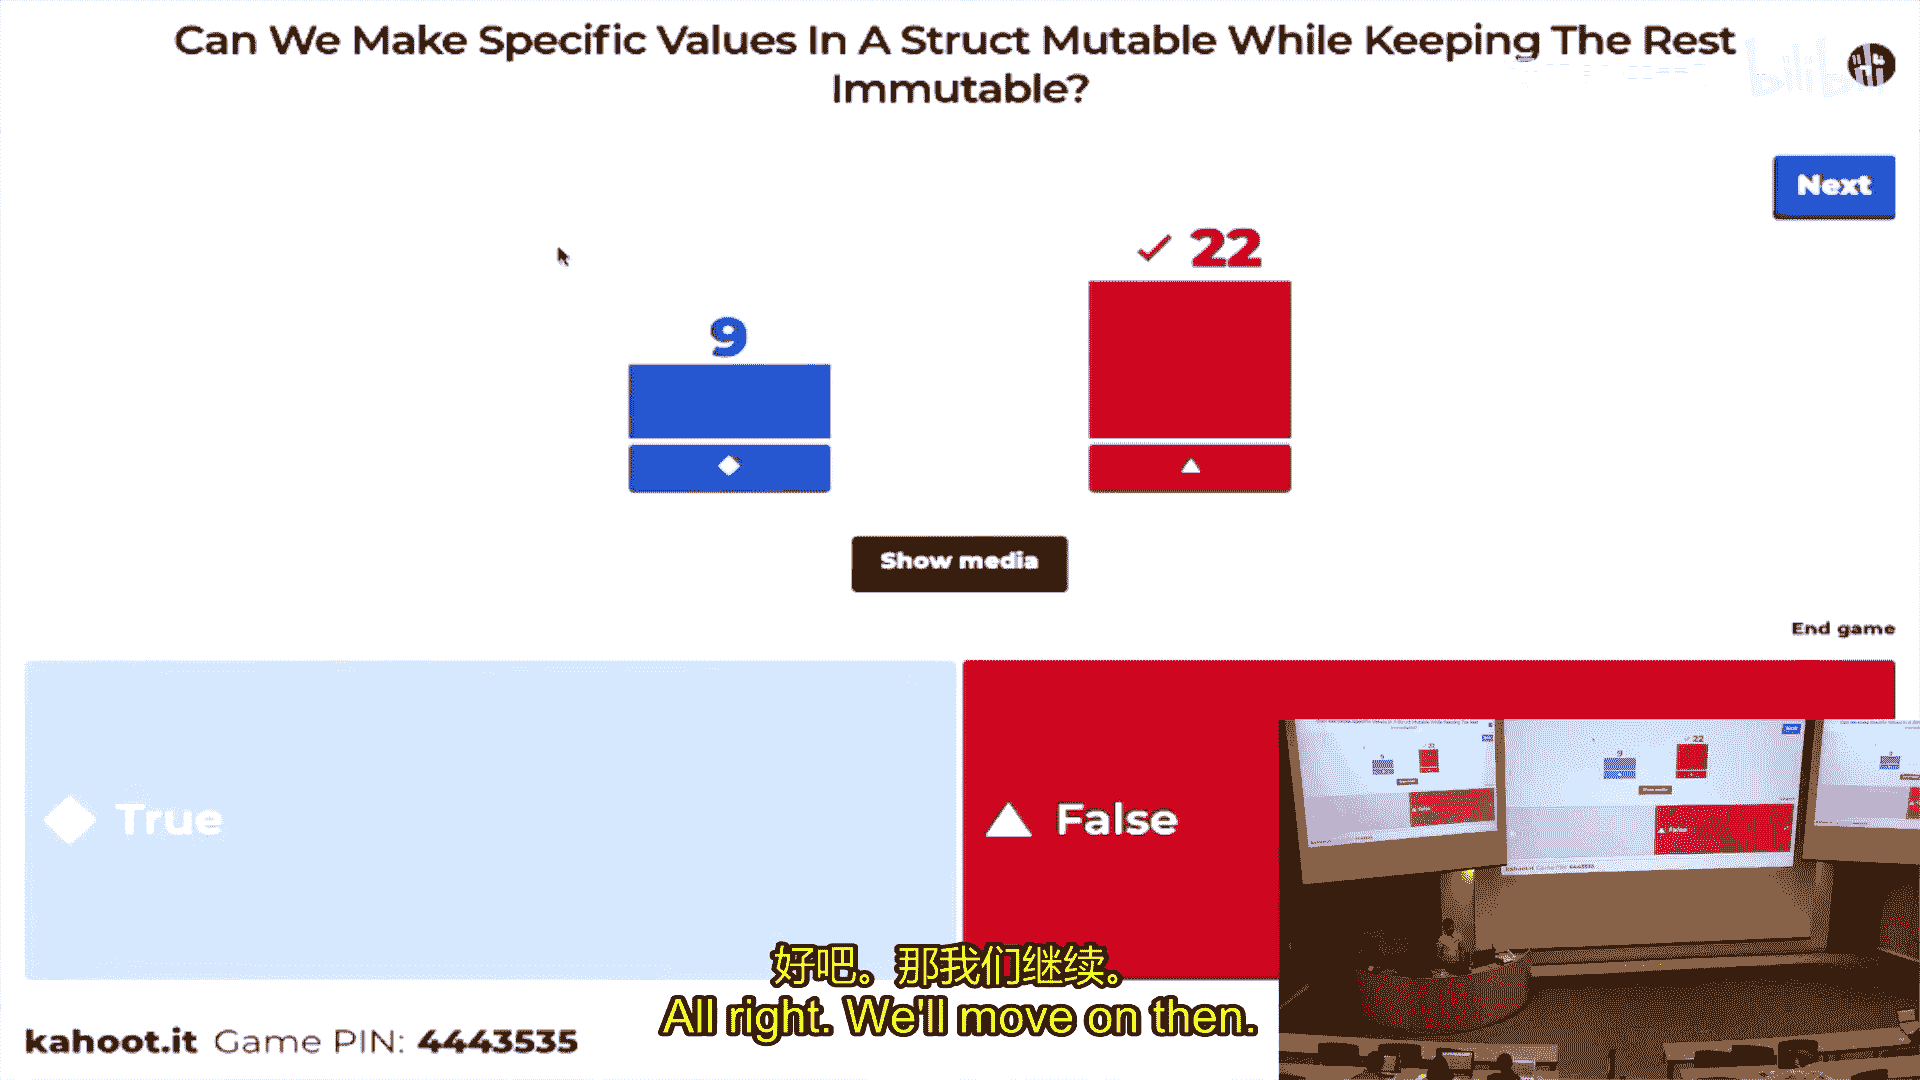 Can We Make Specific Values In A Struct Mutable While Keeping The Rest
Immutable?
Next
9
22
Show media
End game
True
False
好吧。那我们继续。
All right. We'll move on then.
kahoot.it Game PIN: 4443535